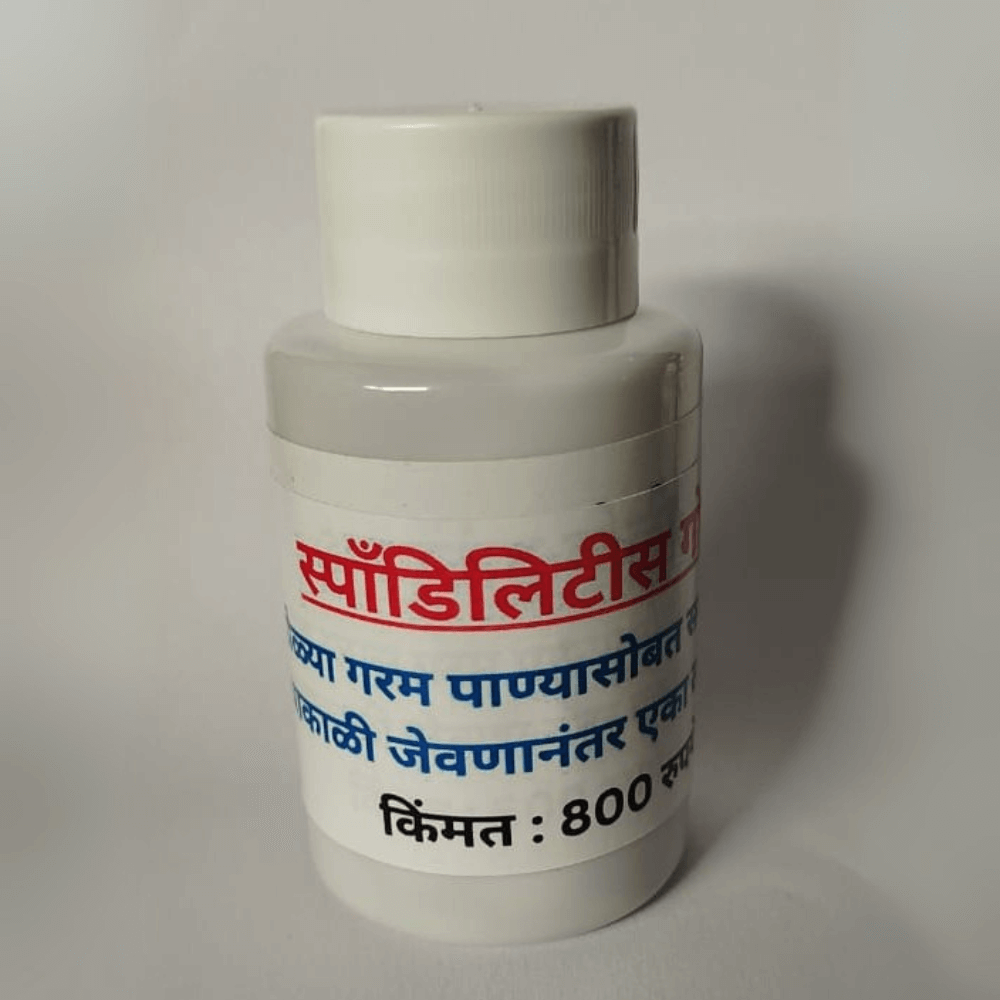 स्पाँडिलिटीस
गरम पाण्यासोबत
जेवणानंतर एका
किंमत : 800